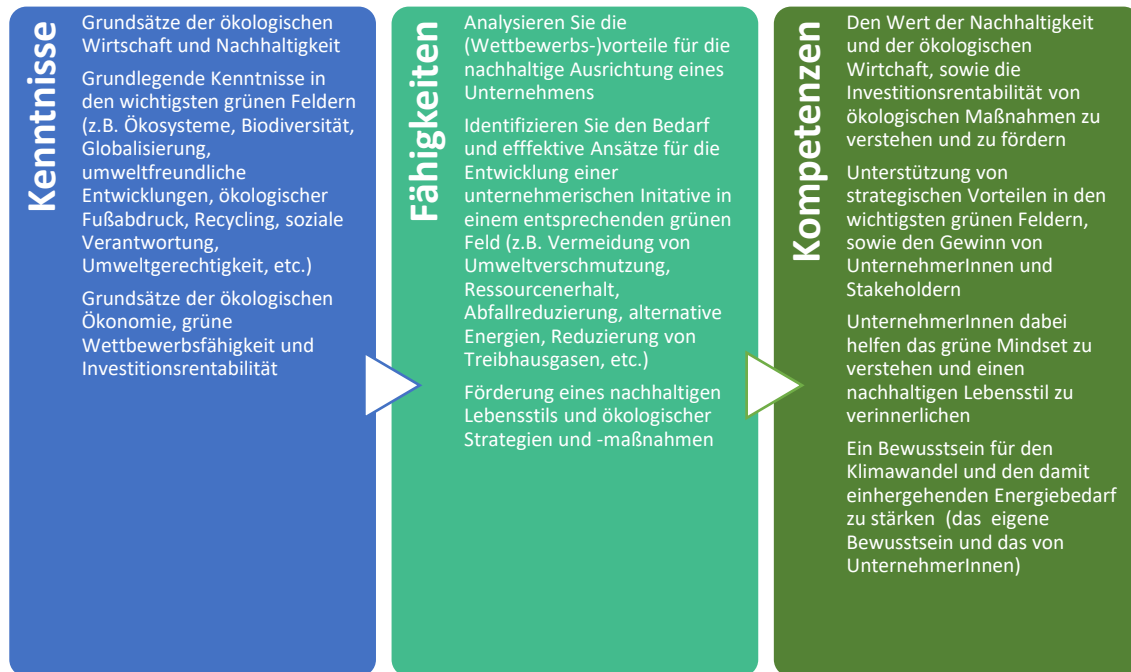 Kenntnisse
Grundsätze der ökologischen
Wirtschaft und Nachhaltigkeit
Grundlegende Kenntnisse in
den wichtigsten grünen Feldern
(z.B. Ökosysteme, Biodiversität,
Globalisierung,
umweltfreundliche
Entwicklungen, ökologischer
Fußabdruck, Recycling, soziale
Verantwortung,
Umweltgerechtigkeit, etc.)
Grundsätze der ökologischen
Ökonomie, grüne
Wettbewerbsfähigkeit und
Investitionsrentabilität
Fähigkeiten
Analysieren Sie die
(Wettbewerbs-)vorteile für die
nachhaltige Ausrichtung eines
Unternehmens
Identifizieren Sie den Bedarf
und efffektive Ansätze für die
Entwicklung einer
unternehmerischen Initative in
einem entsprechenden grünen
Feld (z.B. Vermeidung von
Umweltverschmutzung,
Ressourcenerhalt,
Abfallreduzierung, alternative
Energien, Reduzierung von
Treibhausgasen, etc.)
Förderung eines nachhaltigen
Lebensstils und ökologischer
Strategien und -maßnahmen
Kompetenzen
Den Wert der Nachhaltigkeit
und der ökologischen
Wirtchaft, sowie die
Investitionsrentabilität von
ökologischen Maßnahmen zu
verstehen und zu fördern
Unterstützung von
strategischen Vorteilen in den
wichtigsten grünen Feldern,
sowie den Gewinn von
UnternehmerInnen und
Stakeholdern
UnternehmerInnen dabei
helfen das grüne Mindset zu
verstehen und einen
nachhaltigen Lebensstil zu
verinnerlichen
Ein Bewusstsein für den
Klimawandel und den damit
einhergehenden Energiebedarf
zu stärken (das eigene
Bewusstsein und das von
UnternehmerInnen)